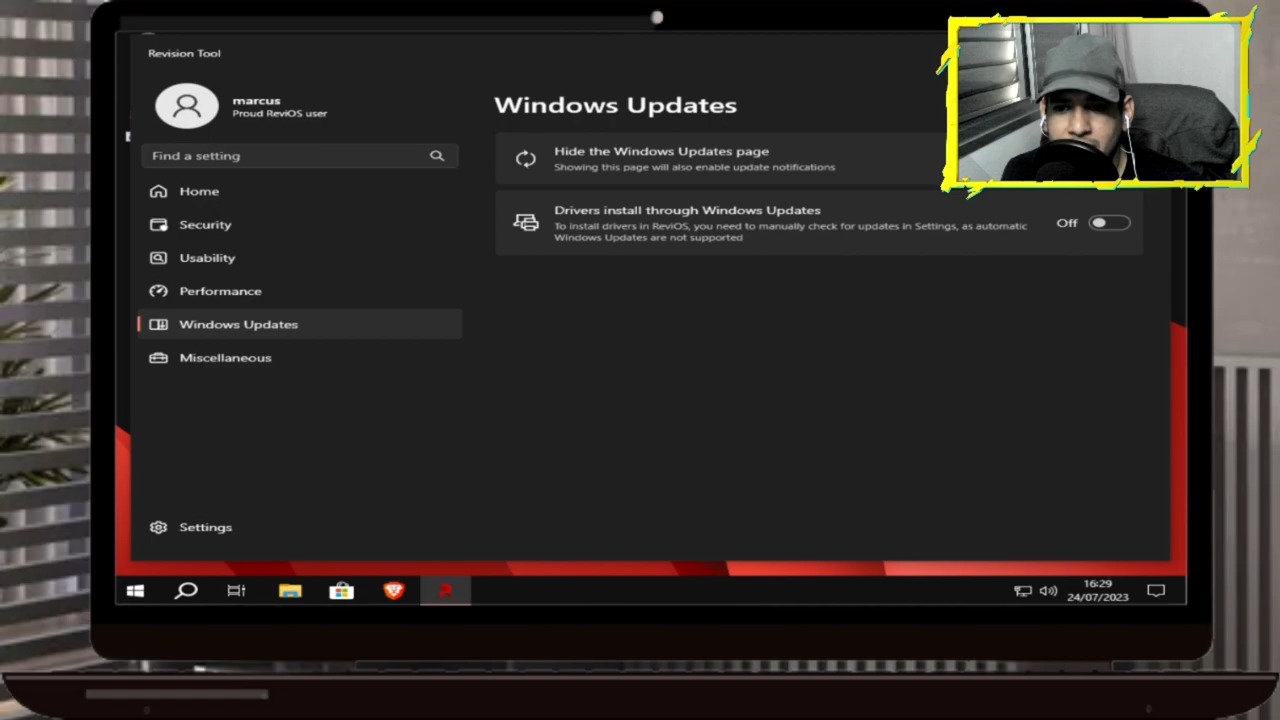 Revision Tool
marcus
Proud ReviOS user
Find a setting
Home
Security
Usability
Performance
Windows Updates
Miscellaneous
Settings
Windows Updates
Hide the Windows Updates page
Showing this page will also enable update notifications
Drivers install through Windows Updates
To install drivers in ReviOS, you need to manually check for updates in Settings, as automatic
Windows Updates are not supported
Off
16:29
24/07/2023